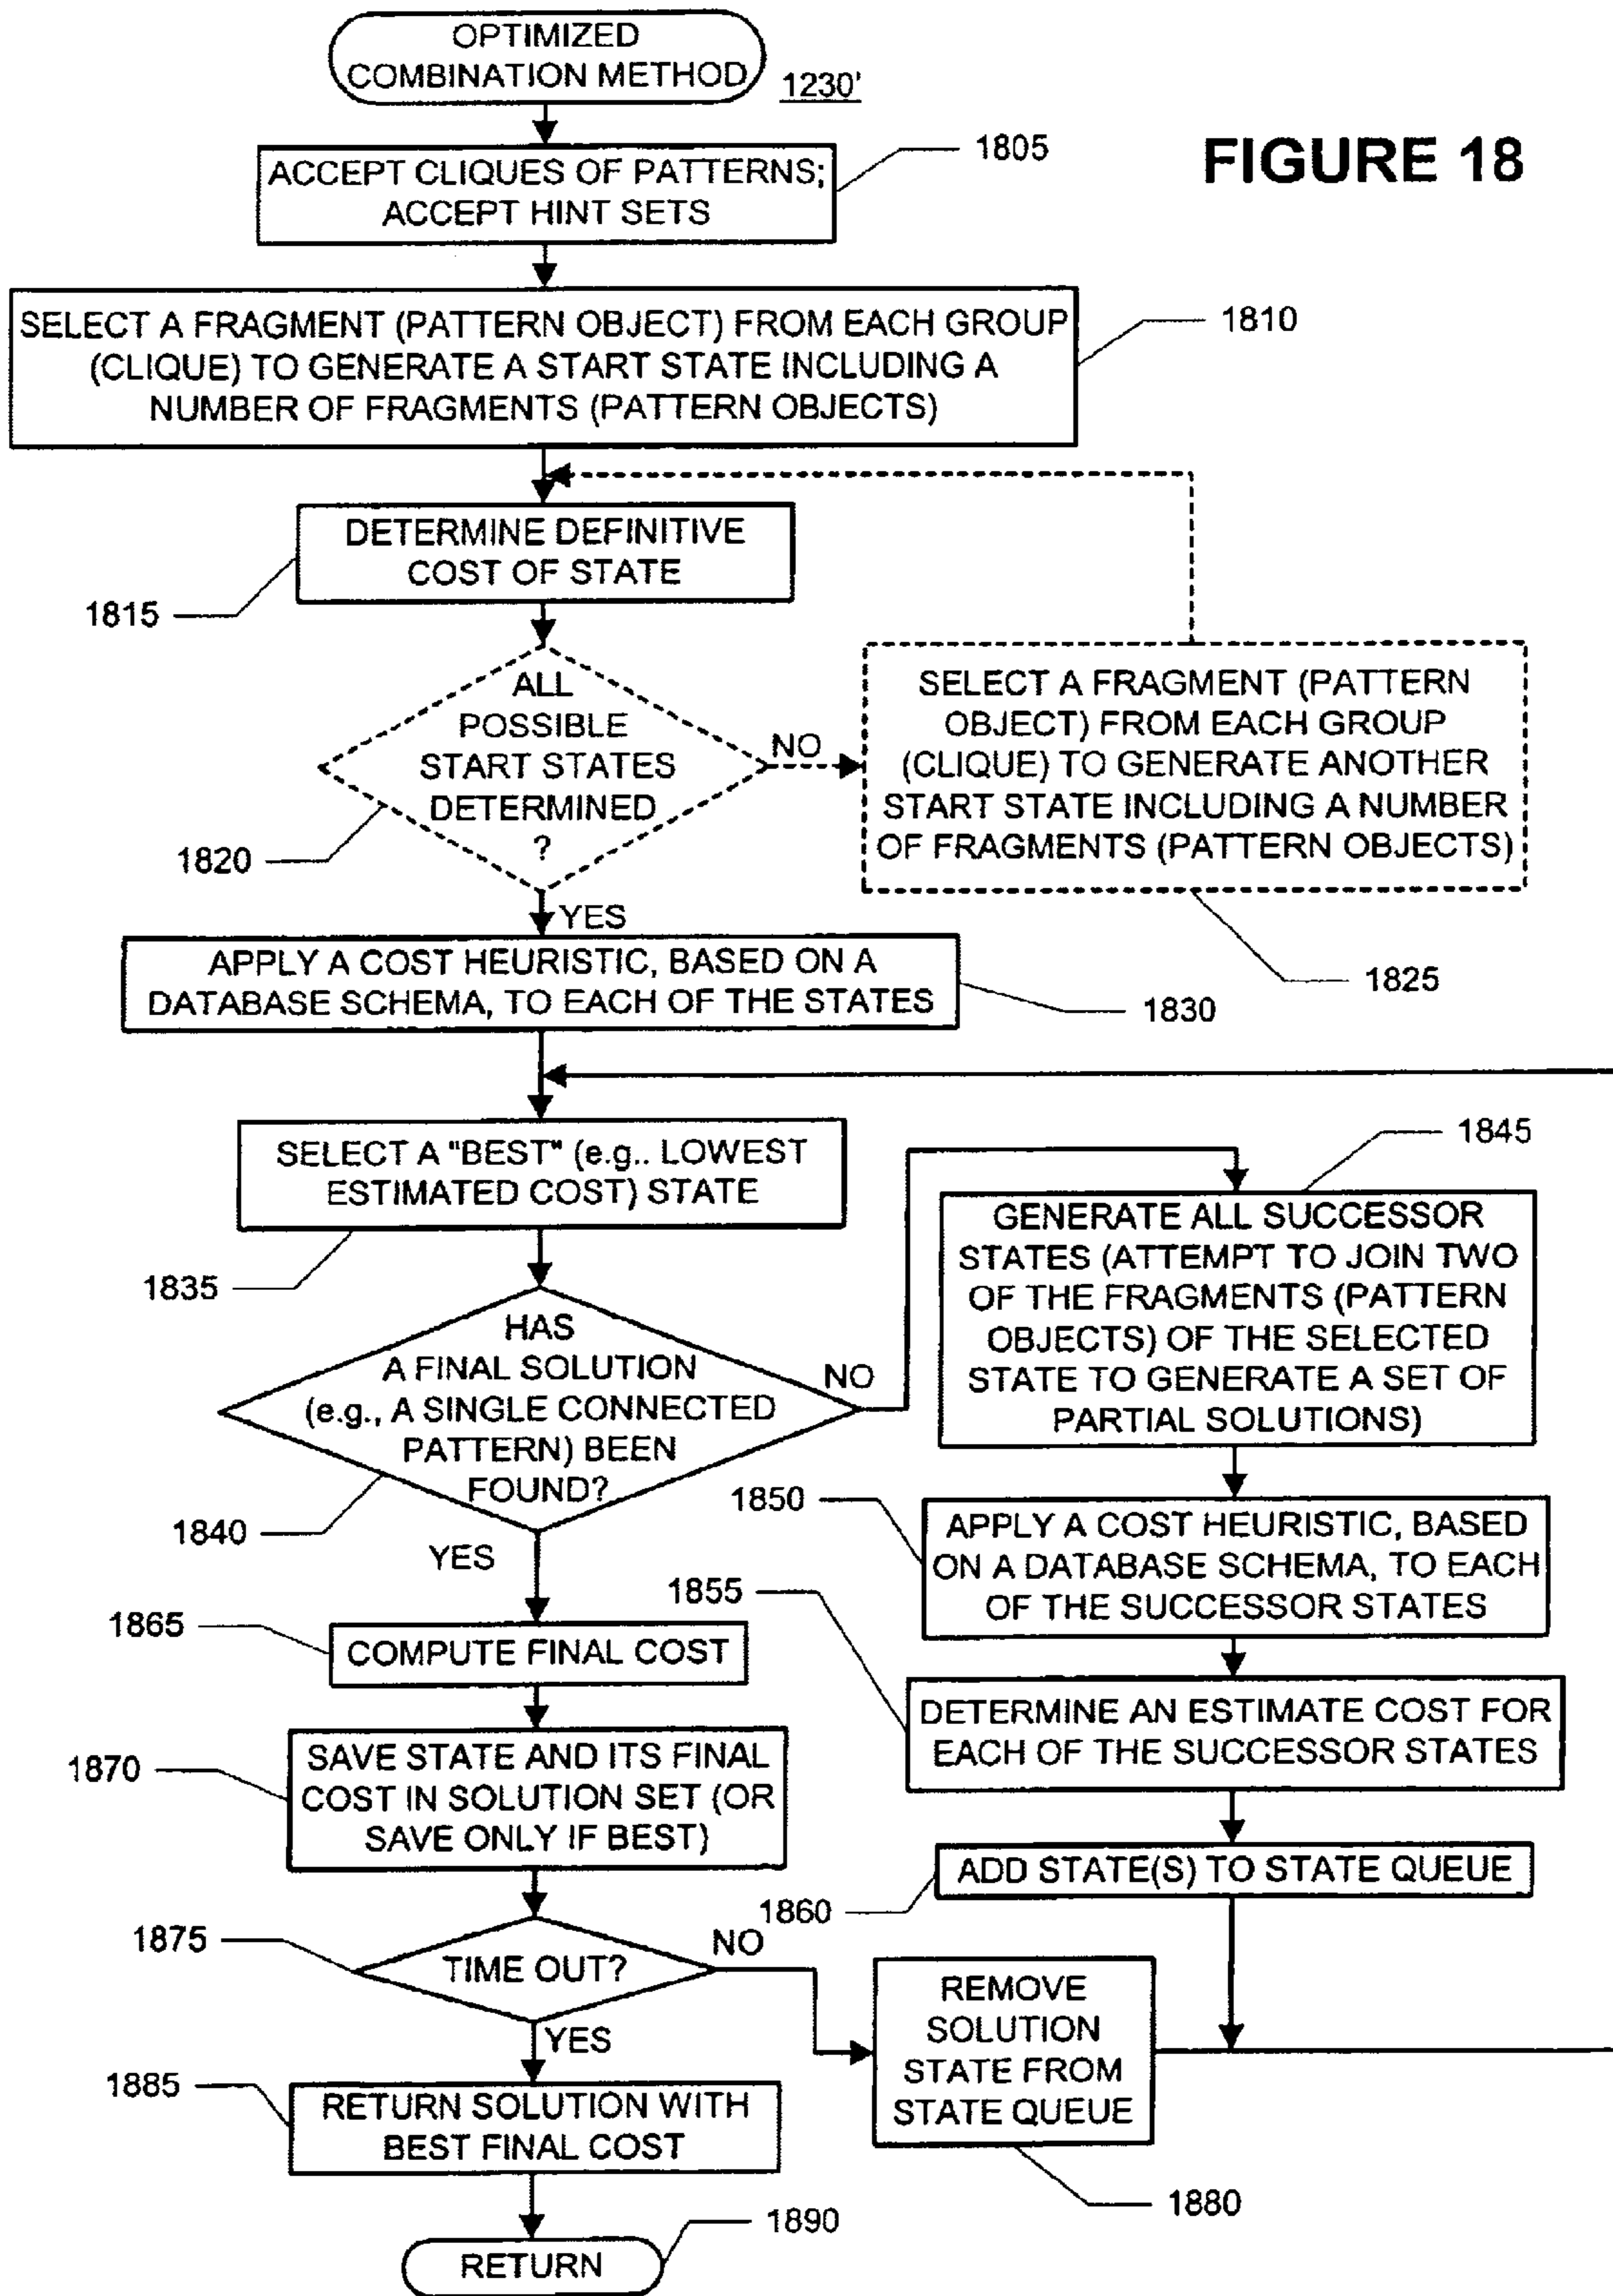 OPTIMIZED
COMBINATION METHOD
1230'
FIGURE 18
ACCEPT CLIQUES OF PATTERNS;
ACCEPT HINT SETS
1805
SELECT A FRAGMENT (PATTERN OBJECT) FROM EACH GROUP
(CLIQUE) TO GENERATE A START STATE INCLUDING A
NUMBER OF FRAGMENTS (PATTERN OBJECTS)
1810
DETERMINE DEFINITIVE
COST OF STATE
1815
ALL
POSSIBLE
START STATES
DETERMINED
?
1820
NO
SELECT A FRAGMENT (PATTERN
OBJECT) FROM EACH GROUP
(CLIQUE) TO GENERATE ANOTHER
START STATE INCLUDING A NUMBER
OF FRAGMENTS (PATTERN OBJECTS)
1825
YES
APPLY A COST HEURISTIC, BASED ON A
DATABASE SCHEMA, TO EACH OF THE STATES
1830
SELECT A "BEST" (e.g.. LOWEST
ESTIMATED COST) STATE
1835
HAS
A FINAL SOLUTION
(e.g., A SINGLE CONNECTED
PATTERN) BEEN
FOUND?
1840
NO
1845
GENERATE ALL SUCCESSOR
STATES (ATTEMPT TO JOIN TWO
OF THE FRAGMENTS (PATTERN
OBJECTS) OF THE SELECTED
STATE TO GENERATE A SET OF
PARTIAL SOLUTIONS)
1850
APPLY A COST HEURISTIC, BASED
ON A DATABASE SCHEMA, TO EACH
OF THE SUCCESSOR STATES
1855
DETERMINE AN ESTIMATE COST FOR
EACH OF THE SUCCESSOR STATES
ADD STATE(S) TO STATE QUEUE
1860
YES
1865
COMPUTE FINAL COST
1870
SAVE STATE AND ITS FINAL
COST IN SOLUTION SET (OR
SAVE ONLY IF BEST)
1875
TIME OUT?
NO
REMOVE
SOLUTION
STATE FROM
STATE QUEUE
1880
YES
1885
RETURN SOLUTION WITH
BEST FINAL COST
RETURN
1890